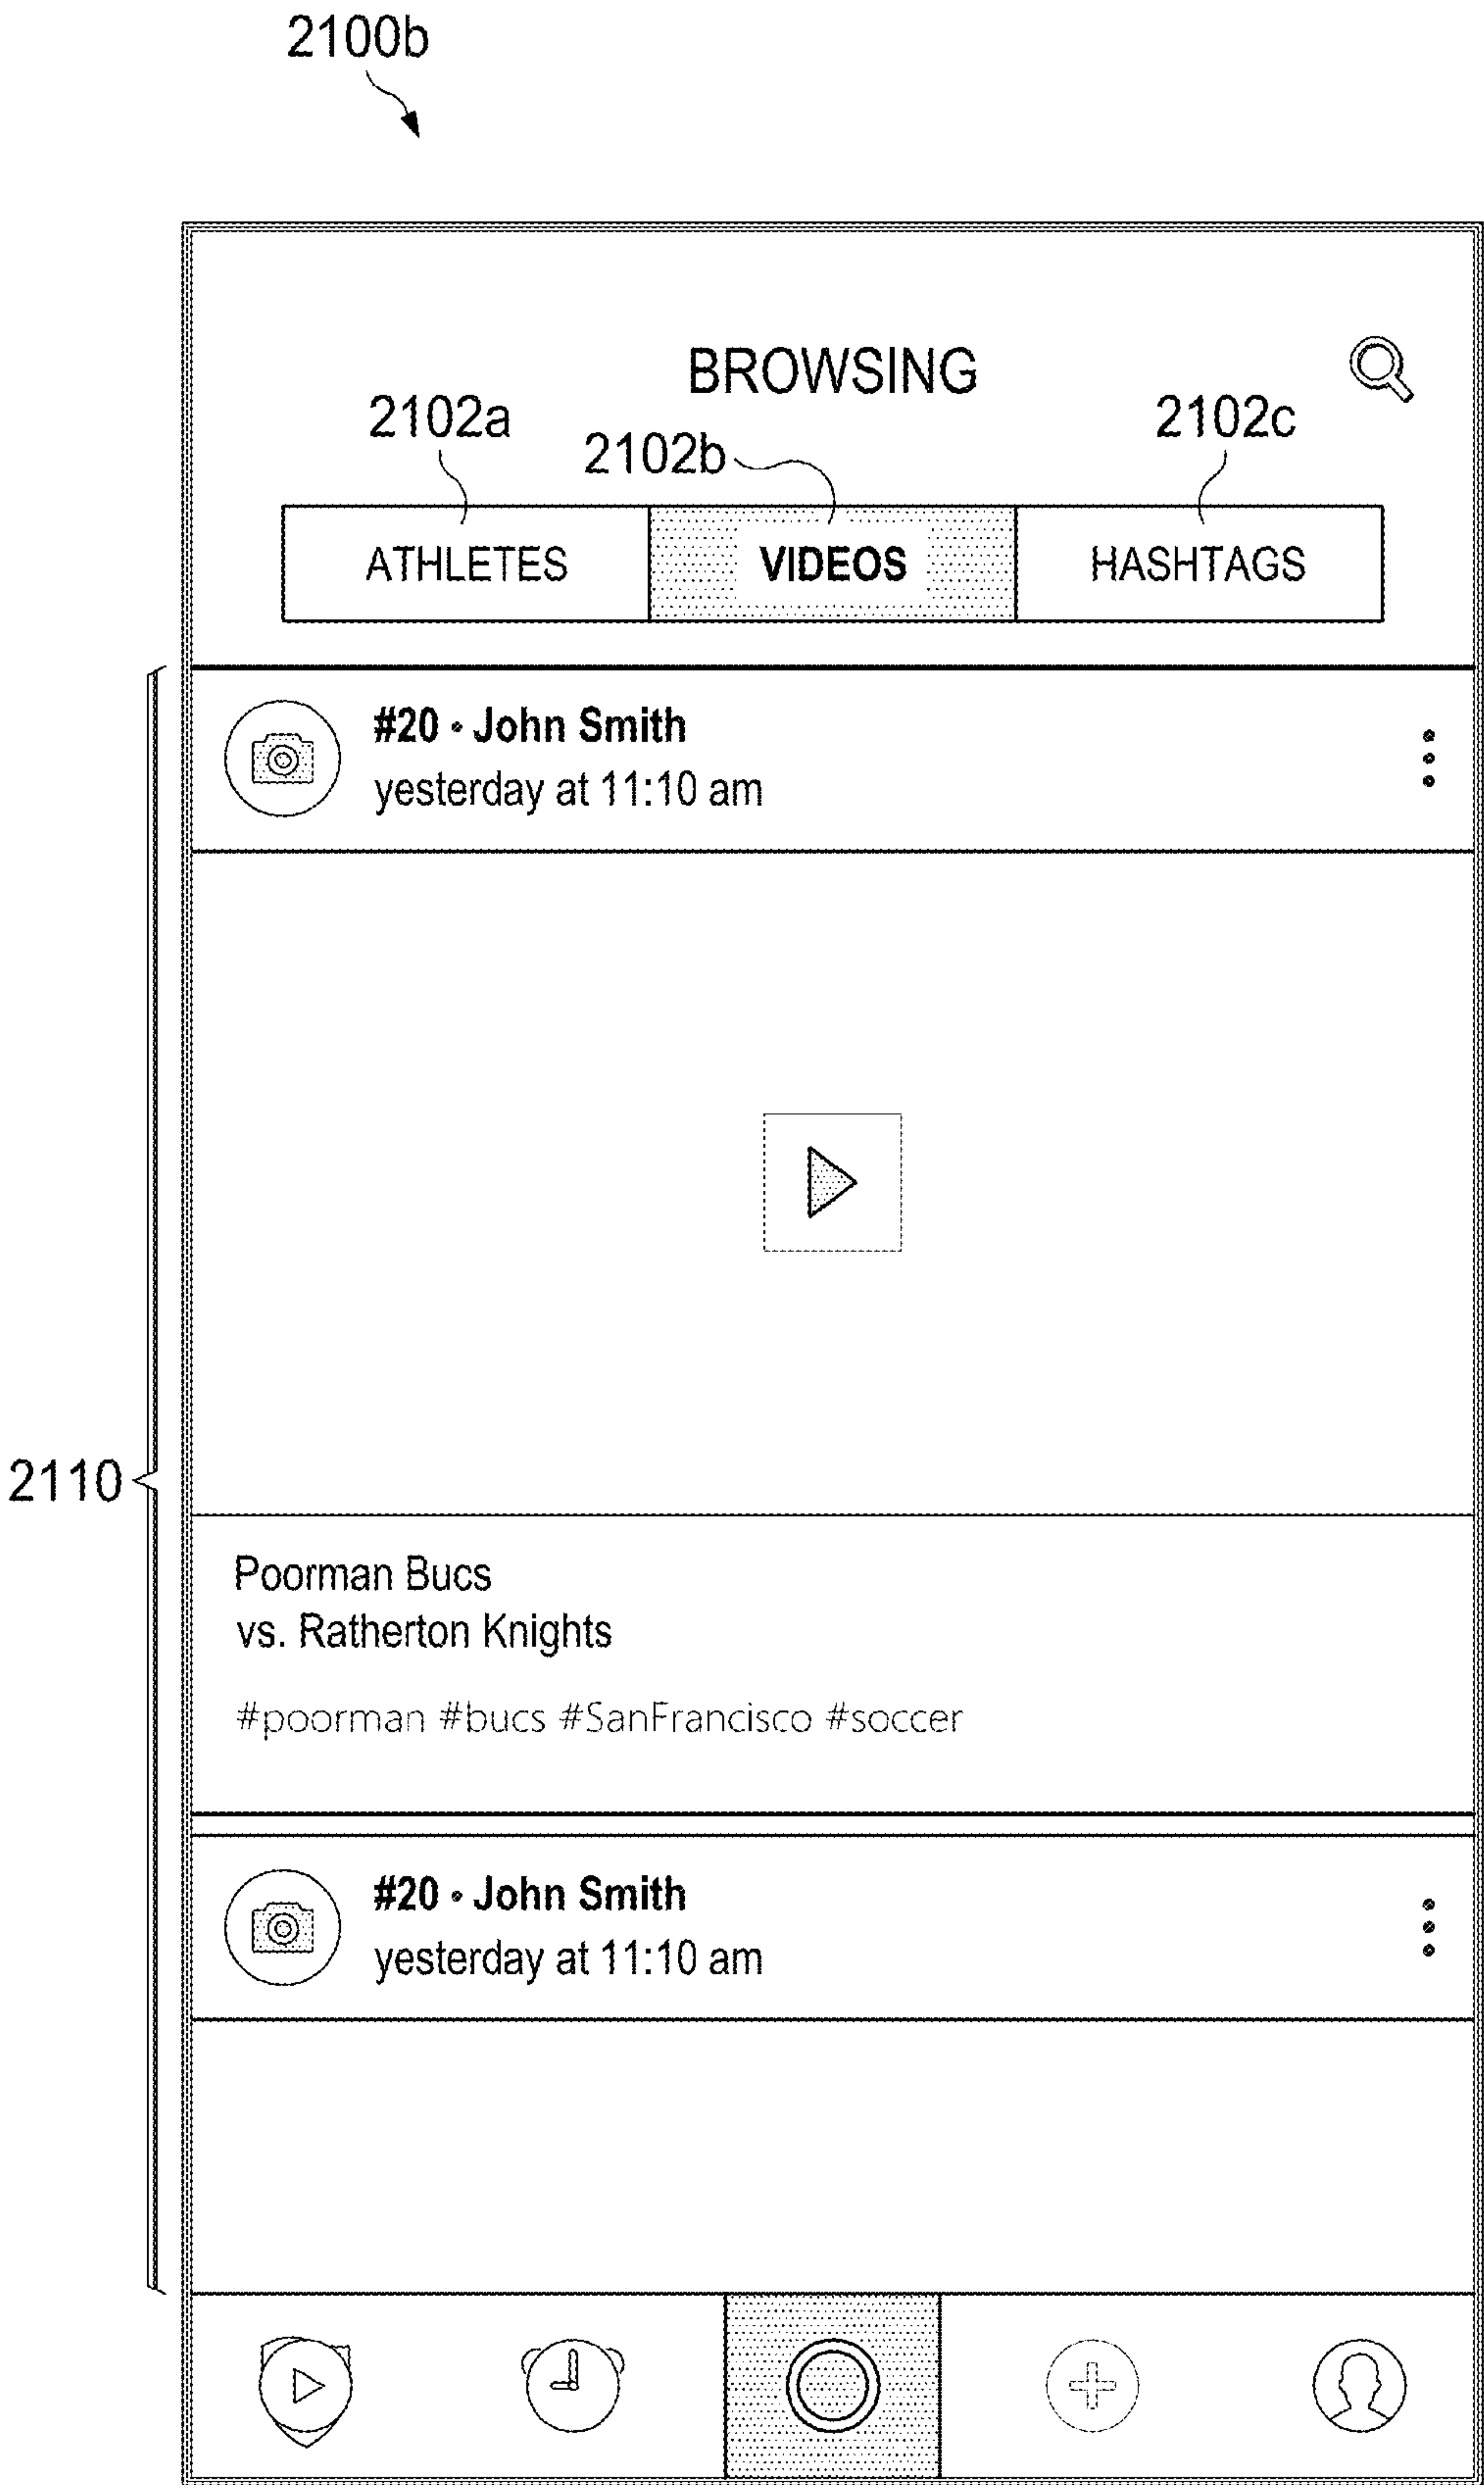 2100b
BROWSING
2102a
2102b
2102c
ATHLETES
VIDEOS
HASHTAGS
#20 • John Smith
yesterday at 11:10 am
2110
Poorman Bucs
vs. Ratherton Knights
#poorman #bucs #SanFrancisco #soccer
#20 • John Smith
yesterday at 11:10 am